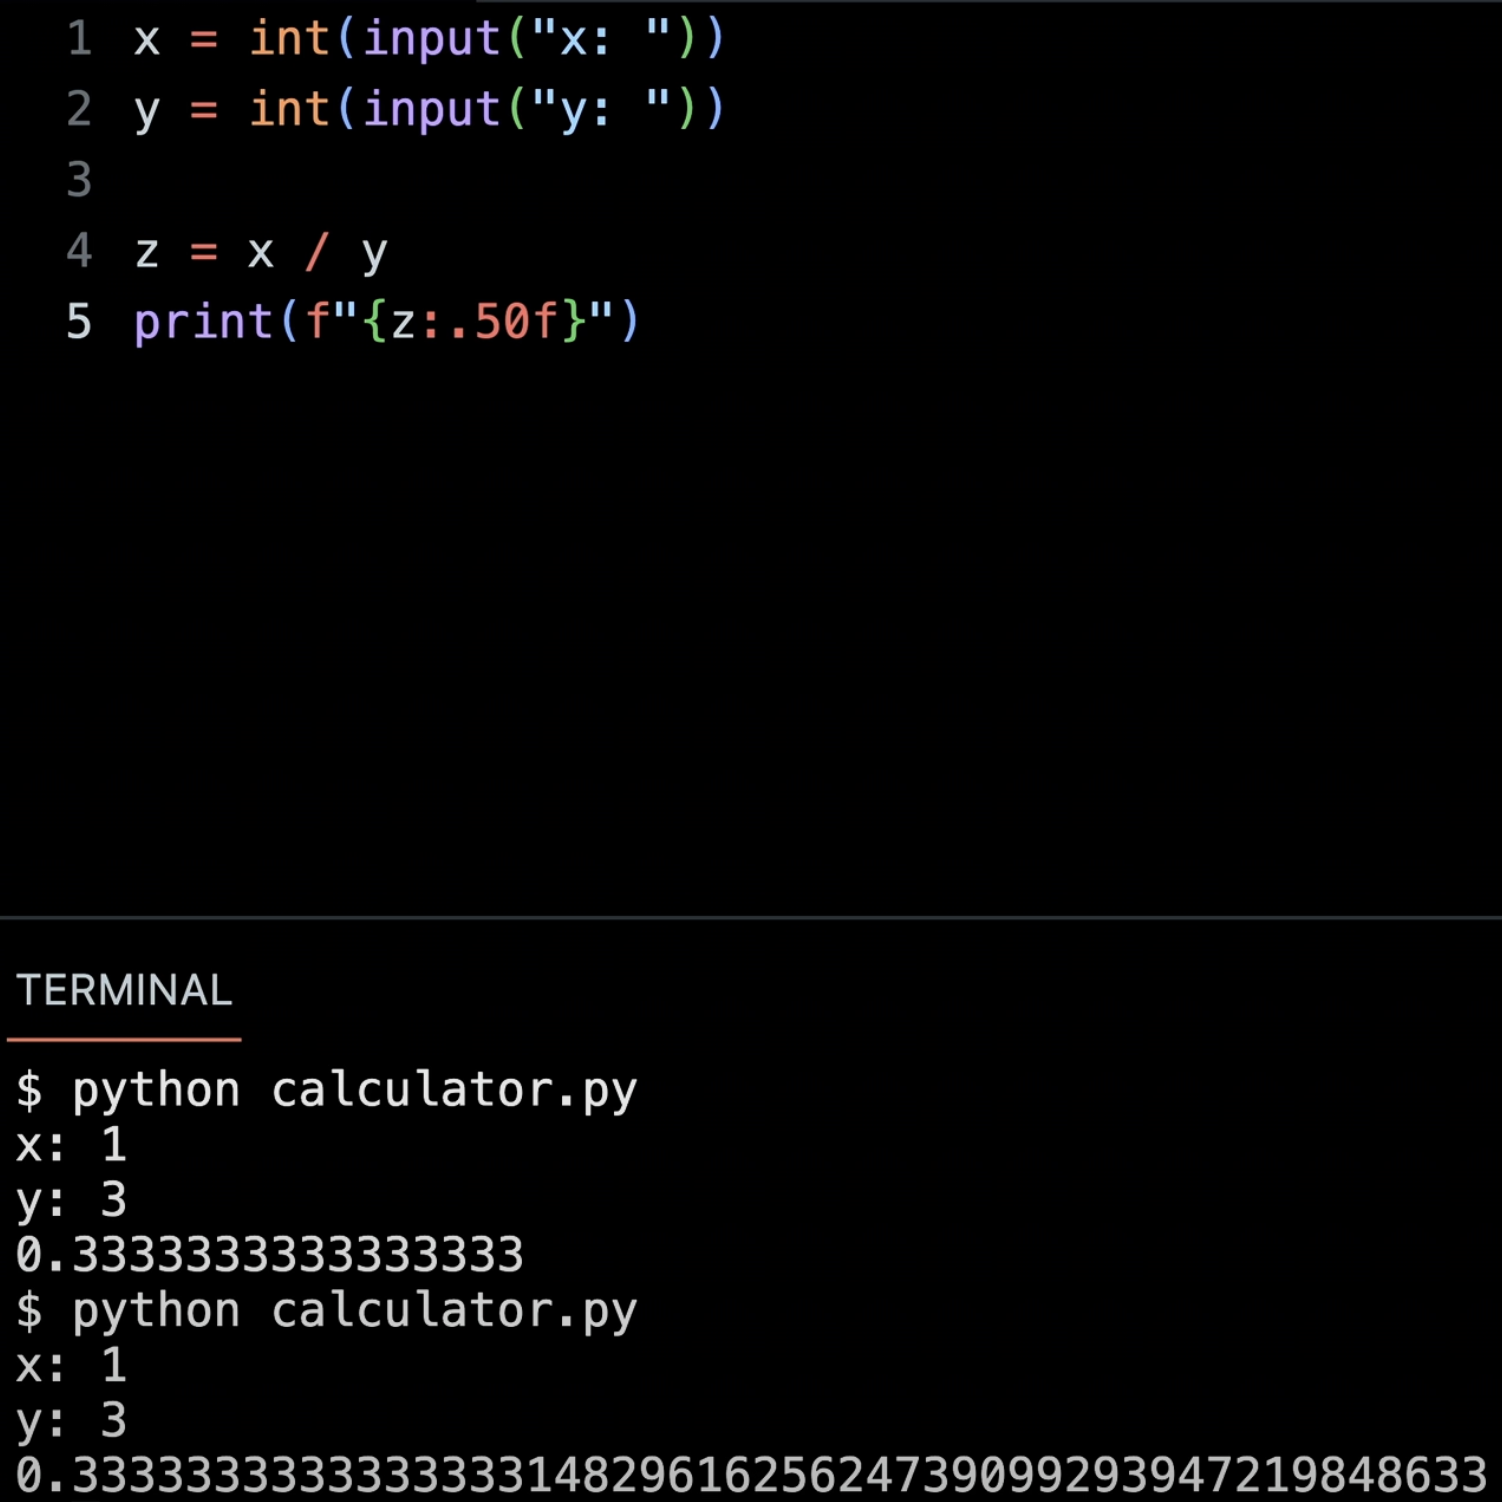 1 x = int(input("x: "))
2 y = int(input("y: "))
3
4 z = x / y
5 print(f"{z:.50f}")
TERMINAL
$ python calculator.py
x: 1
y: 3
0.3333333333333333
$ python calculator.py
x: 1
y: 3
0.33333333333333331482961625624739099293947219848633